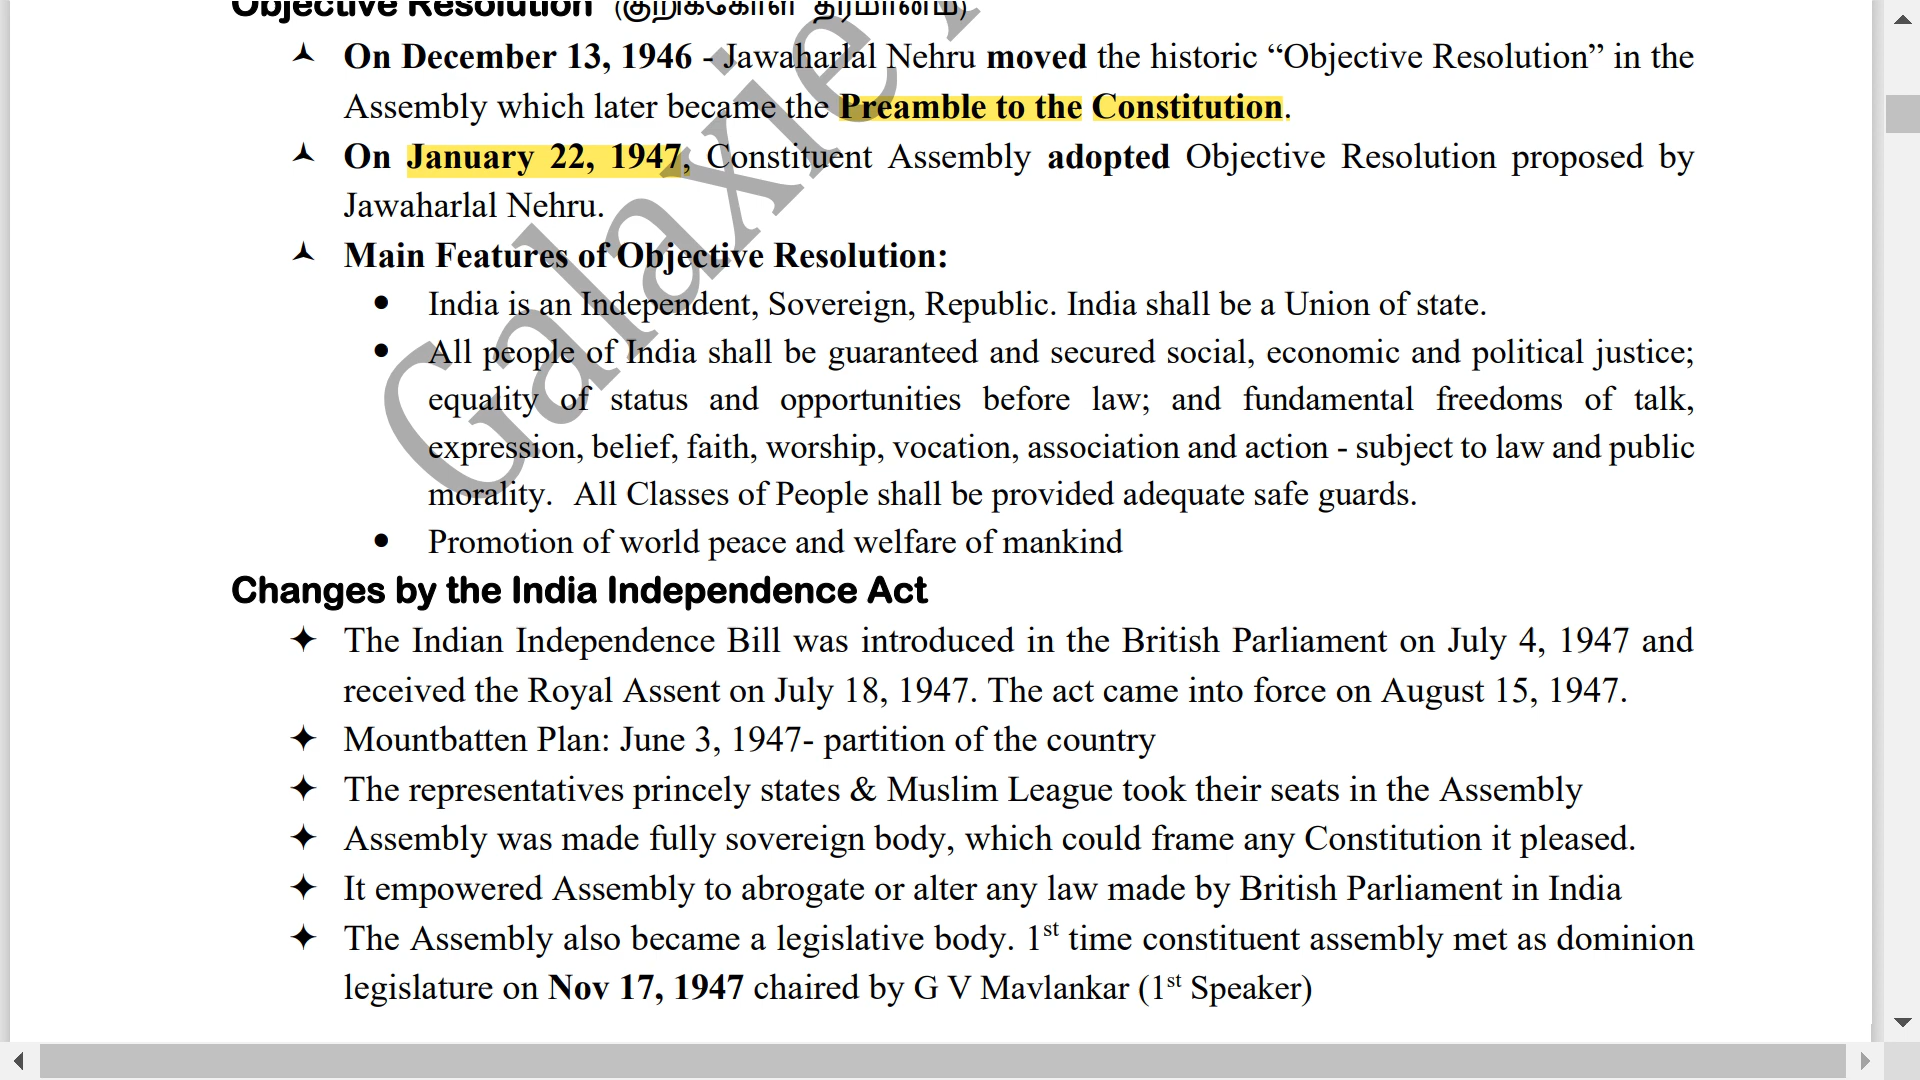 Objective Resolution (குறிக்கோள் தீர்மானம்)
On December 13, 1946 - Jawaharlal Nehru moved the historic “Objective Resolution” in the
Assembly which later became the Preamble to the Constitution.
On January 22, 1947, Constituent Assembly adopted Objective Resolution proposed by
Jawaharlal Nehru.
Main Features of Objective Resolution:
India is an Independent, Sovereign, Republic. India shall be a Union of state.
All people of India shall be guaranteed and secured social, economic and political justice;
equality of status and opportunities before law; and fundamental freedoms of talk,
expression, belief, faith, worship, vocation, association and action - subject to law and public
morality. All Classes of People shall be provided adequate safe guards.
Promotion of world peace and welfare of mankind
Changes by the India Independence Act
The Indian Independence Bill was introduced in the British Parliament on July 4, 1947 and
received the Royal Assent on July 18, 1947. The act came into force on August 15, 1947.
Mountbatten Plan: June 3, 1947- partition of the country
The representatives princely states & Muslim League took their seats in the Assembly
Assembly was made fully sovereign body, which could frame any Constitution it pleased.
It empowered Assembly to abrogate or alter any law made by British Parliament in India
The Assembly also became a legislative body. 1st time constituent assembly met as dominion
legislature on Nov 17, 1947 chaired by G V Mavlankar (1st Speaker)
Galaxie